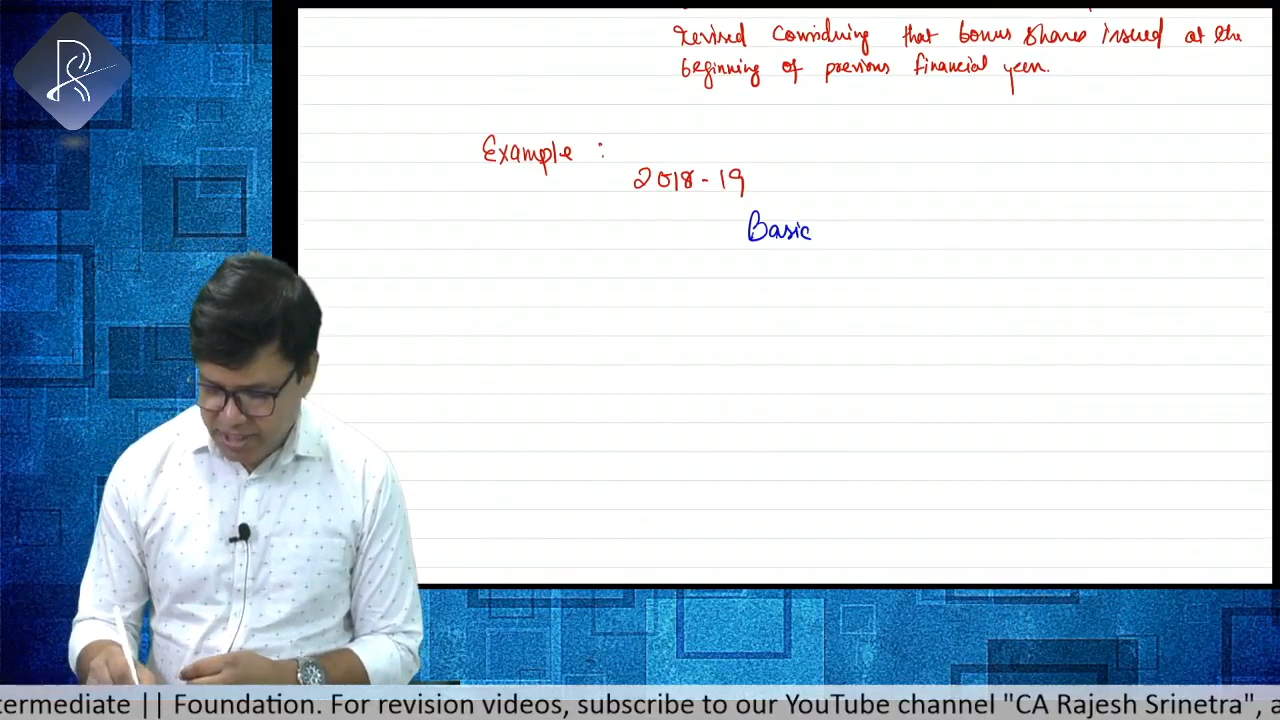 revised considering that bonus shares issued at the
beginning of previous financial year.
Example :
2018-19
Basic
termediate || Foundation. For revision videos, subscribe to our YouTube channel "CA Rajesh Srinetra", a